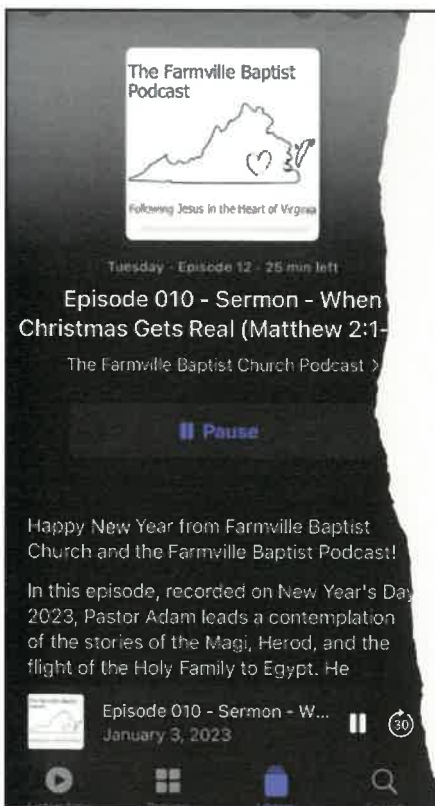 The Farmville Baptist
Podcast
Following Jesus in the Heart of Virginia
Tuesday · Episode 12 · 25 min left
Episode 010 - Sermon - When
Christmas Gets Real (Matthew 2:1-
The Farmville Baptist Church Podcast >
Pause
Happy New Year from Farmville Baptist
Church and the Farmville Baptist Podcast!
In this episode, recorded on New Year's Day
2023, Pastor Adam leads a contemplation
of the stories of the Magi, Herod, and the
flight of the Holy Family to Egypt. He
Episode 010 - Sermon - W...
January 3, 2023
30